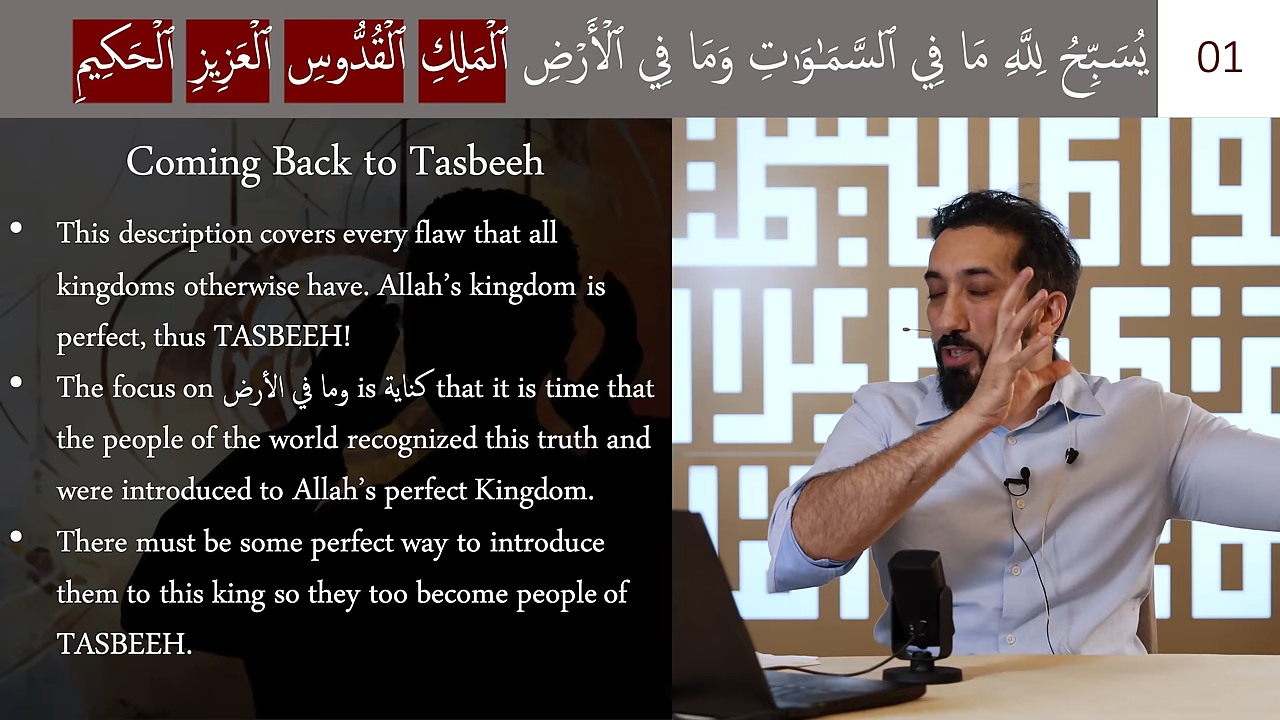 يُسَبِّحُ لِلَّهِ مَا فِي ٱلسَّمَـٰوَٰتِ وَمَا فِي ٱلْأَرْضِ ٱلْمَلِكِ ٱلْقُدُّوسِ ٱلْعَزِيزِ ٱلْحَكِيمِ
01
Coming Back to Tasbeeh
• This description covers every flaw that all
kingdoms otherwise have. Allah's kingdom is
perfect, thus TASBEEH!
• The focus on وما في الأرض is كناية that it is time that
the people of the world recognized this truth and
were introduced to Allah's perfect Kingdom.
• There must be some perfect way to introduce
them to this king so they too become people of
TASBEEH.